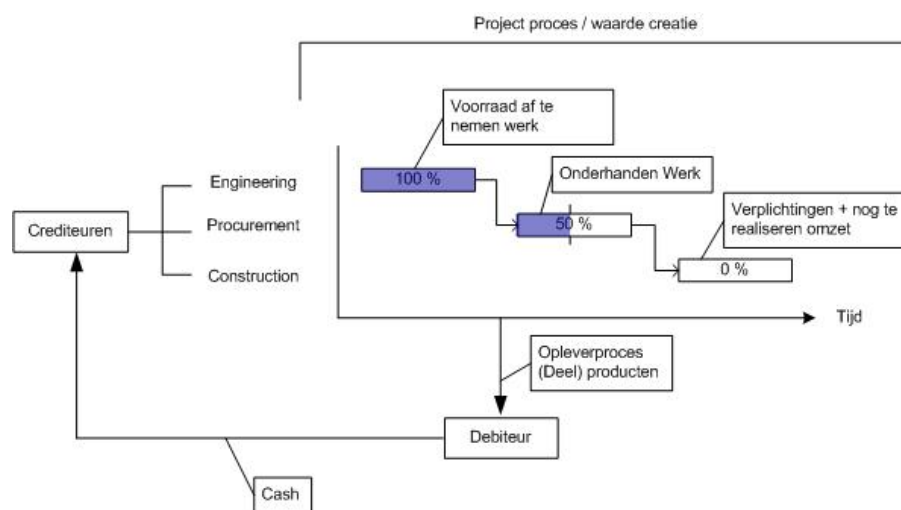 Project proces / waarde creatie
Voorraad af te
nemen werk
100 %
Engineering
Onderhanden Werk
Crediteuren
Procurement
50 %
Verplichtingen + nog te
realiseren omzet
0 %
Construction
Tijd
Opleverproces
(Deel) producten
Debiteur
Cash